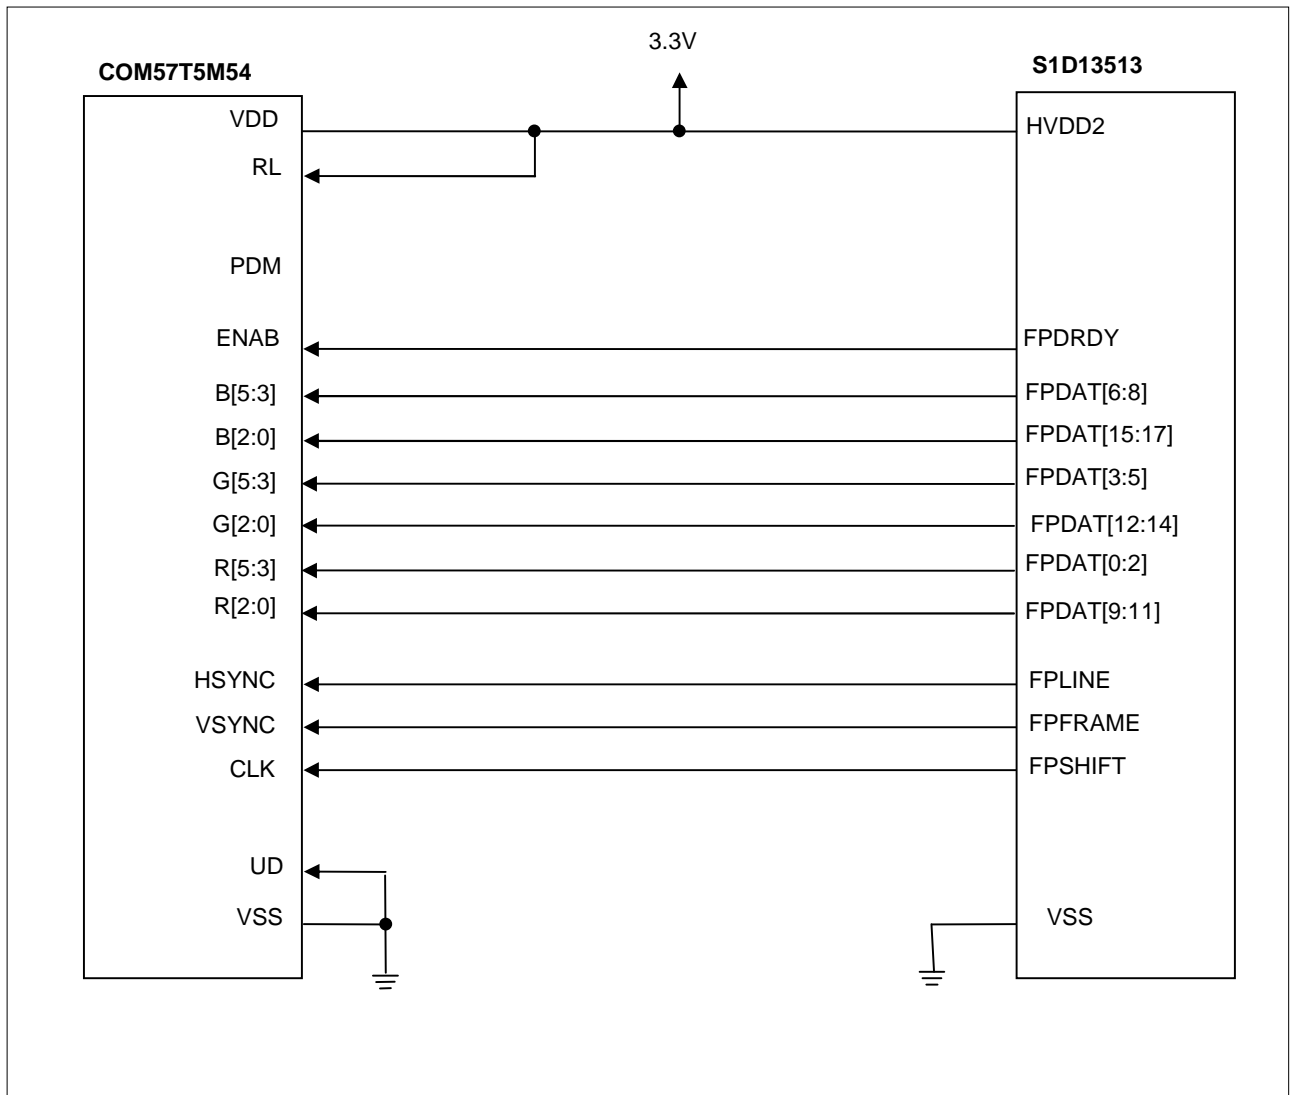 3.3V
COM57T5M54
S1D13513
VDD
HVDD2
RL
PDM
ENAB
FPDRDY
B[5:3]
FPDAT[6:8]
B[2:0]
FPDAT[15:17]
G[5:3]
FPDAT[3:5]
G[2:0]
FPDAT[12:14]
R[5:3]
FPDAT[0:2]
R[2:0]
FPDAT[9:11]
HSYNC
FPLINE
VSYNC
FPFRAME
CLK
FPSHIFT
UD
VSS
VSS